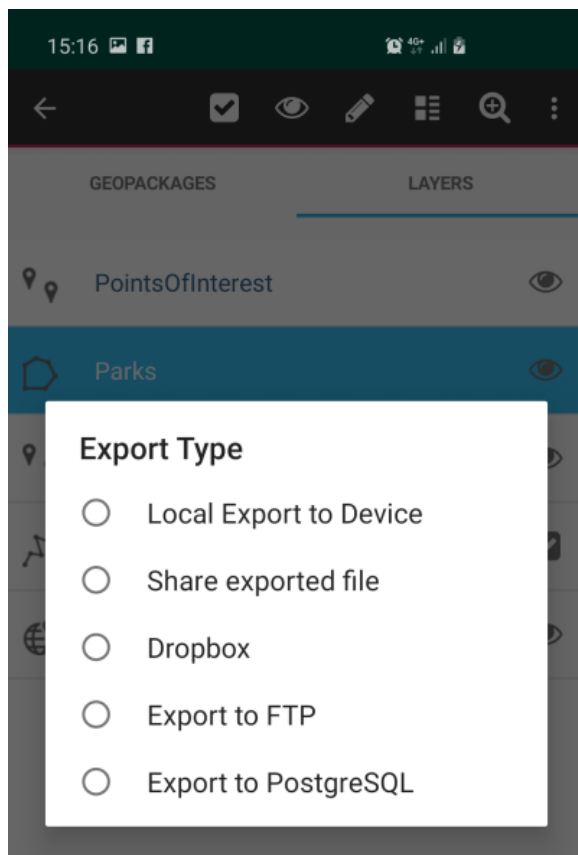 15:16
4G+
GEOPACKAGES LAYERS
PointsOfInterest
Parks
Export Type
Local Export to Device
Share exported file
Dropbox
Export to FTP
Export to PostgreSQL